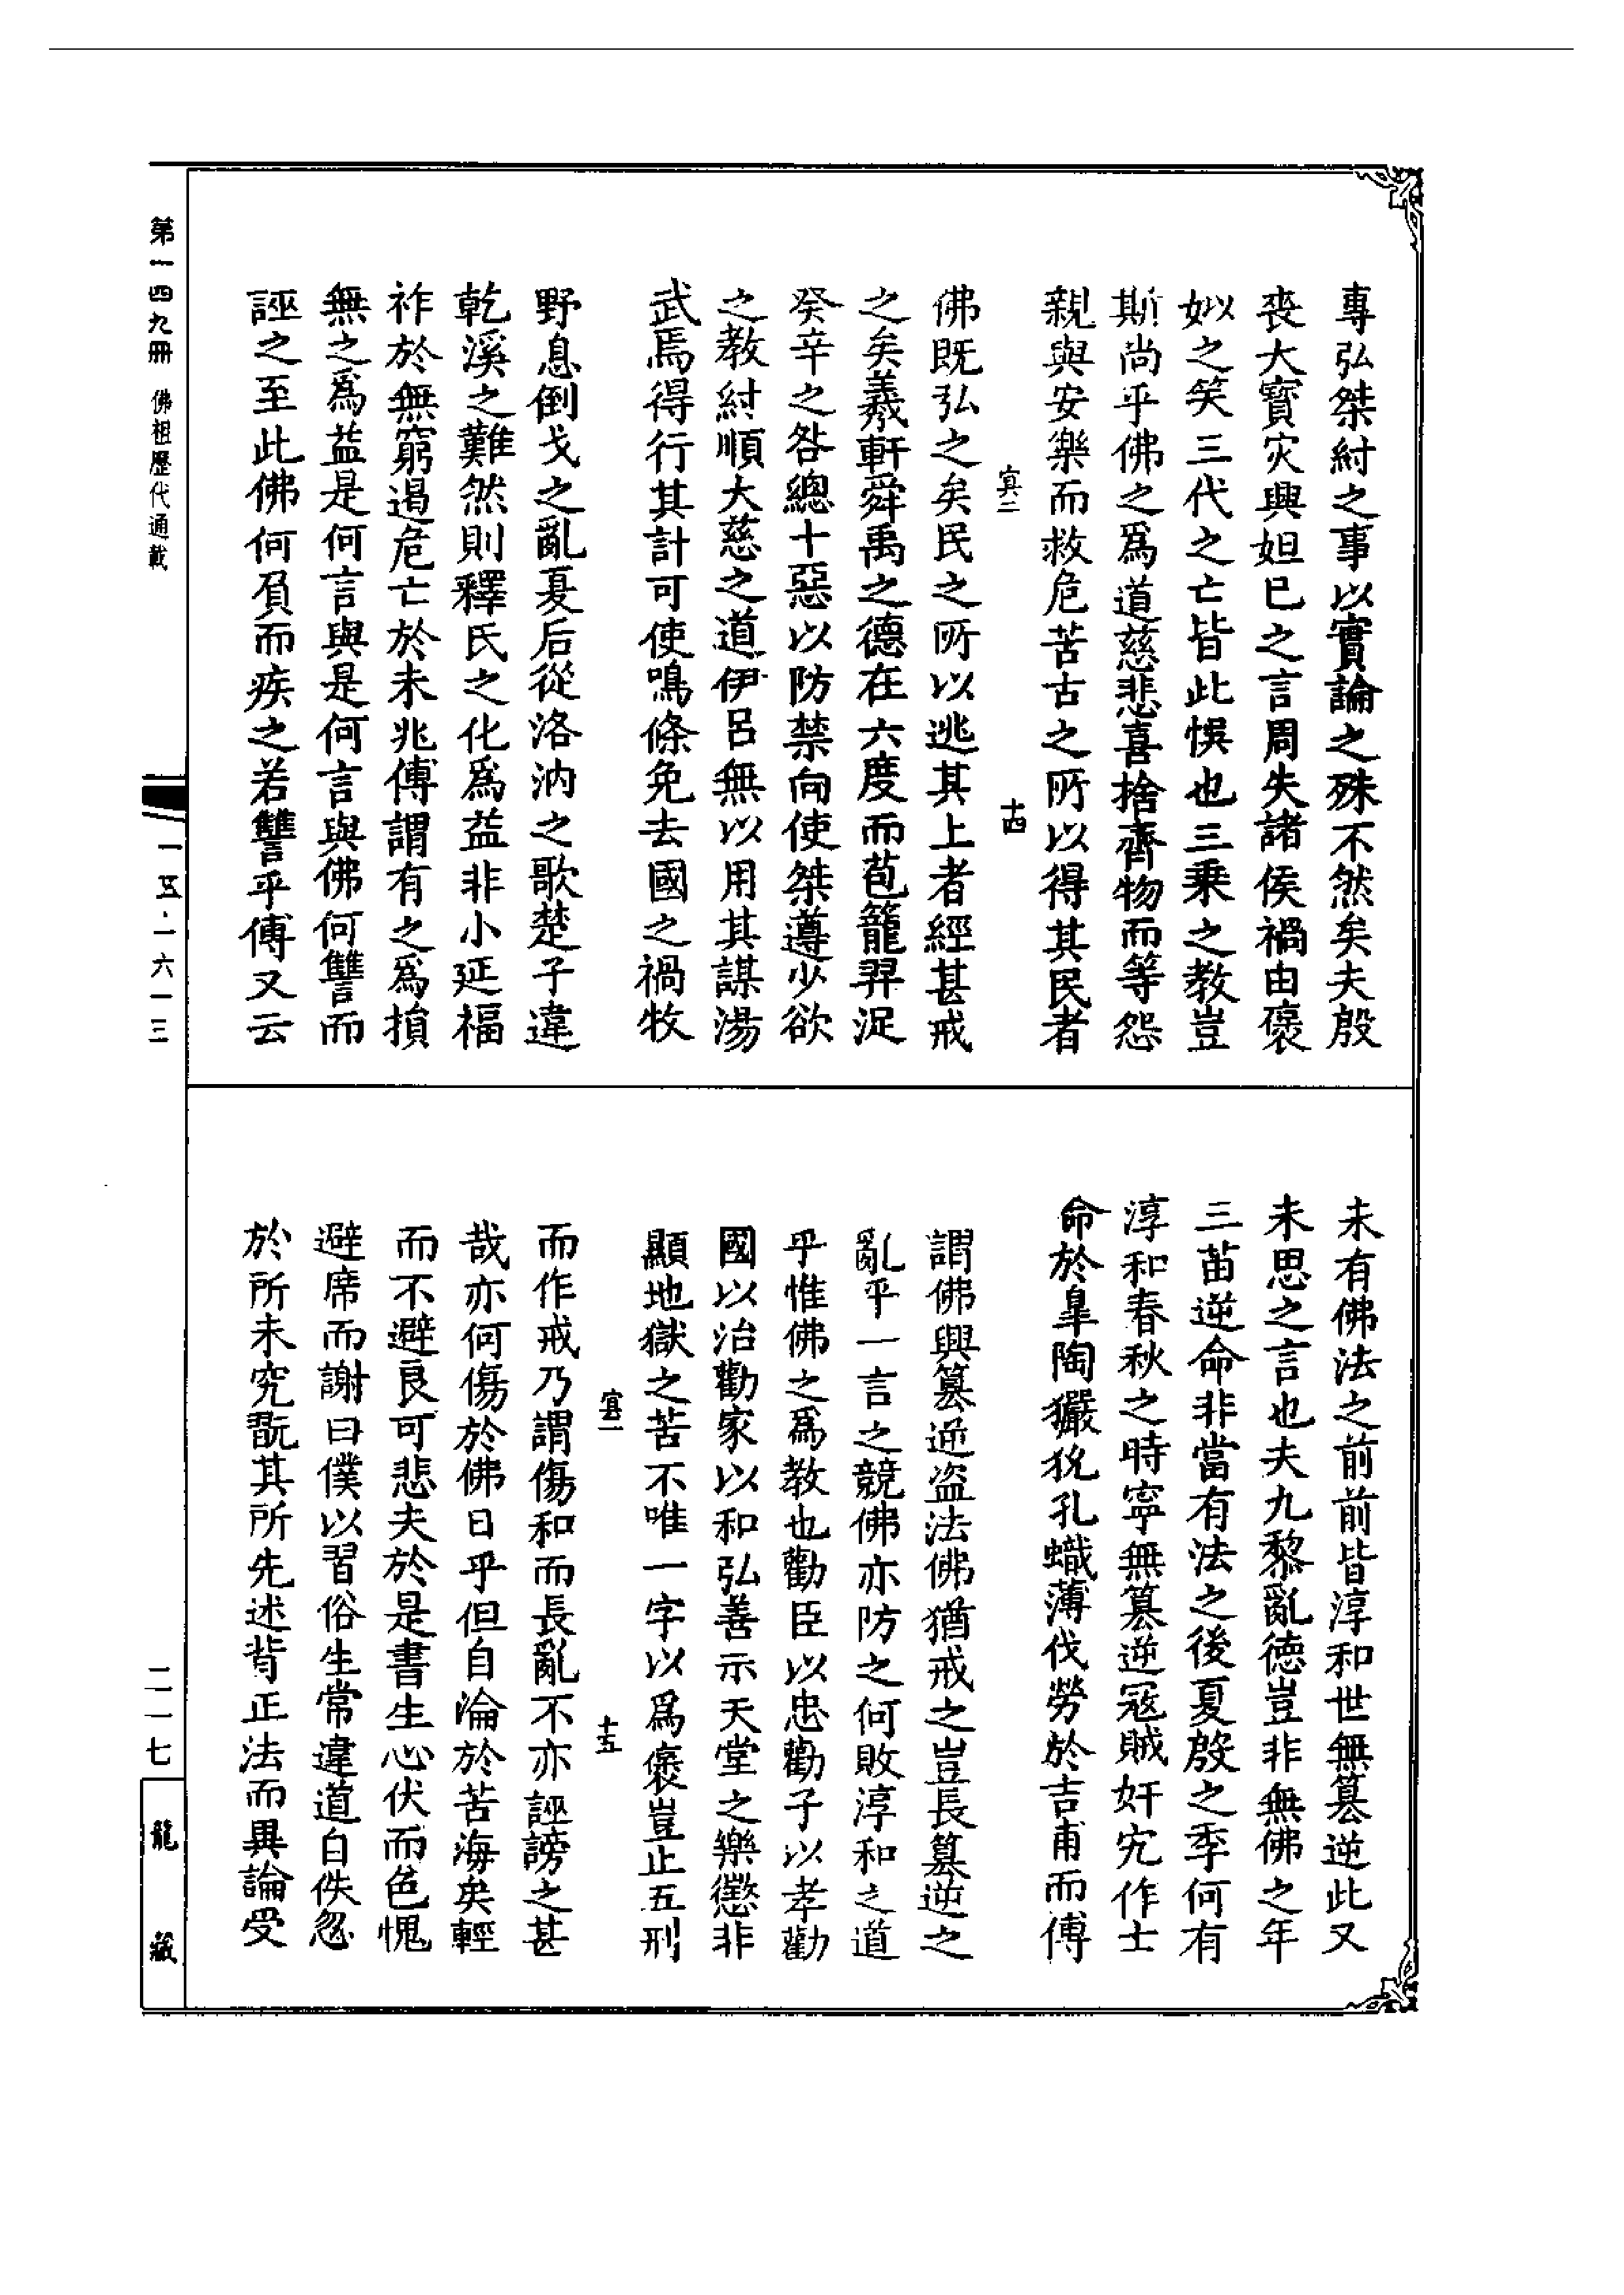 專弘桀紂之事以實論之殊不然矣夫殷
喪大寶灾興妲巳之言周失諸侯禍由褒
姒之笑三代之亡皆此悞也三乗之教豈
斯尚乎佛之爲道慈悲喜捨齊物而等怨
親與安樂而救危苦古之所以得其民者
十四
佛既弘之矣民之所以逃其上者經甚戒
之矣羲軒舜禹之德在六度而苞籠羿浞
癸辛之咎總十惡以防禁向使桀遵少欲
之教紂順大慈之道伊呂無以用其謀湯
武焉得行其計可使鳴條免去國之禍牧
野息倒戈之亂夏后從洛汭之歌楚子違
乾溪之難然則釋氏之化爲益非小延福
祚於無窮遏危亡於未兆傅謂有之爲損
無之爲益是何言與是何言與佛何讐而
誣之至此佛何負而疾之若讐乎傅又云
未有佛法之前前皆淳和世無篡逆此又
未思之言也夫九黎亂德豈非無佛之年
三苗逆命非當有法之後夏殷之季何有
淳和春秋之時寧無篡逆冦賊奸宄作士
命於臯陶玁狁孔熾薄伐勞於吉甫而傅
謂佛興篡逆盗法佛猶戒之豈長篡逆之
亂乎一言之競佛亦防之何敗淳和之道
乎惟佛之爲教也勸臣以忠勸子以孝勸
國以治勸家以和弘善示天堂之樂懲非
顯地獄之苦不唯一字以爲褒豈止五刑
十五
而作戒乃謂傷和而長亂不亦誣謗之甚
哉亦何傷於佛日乎但自淪於苦海矣輕
而不避良可悲夫於是書生心伏而色愧
避席而謝曰僕以習俗生常違道自佚忽
於所未究翫其所先述背正法而異論受
第一四九冊 佛祖歷代通載
一五·一六一三
二一七
龍藏